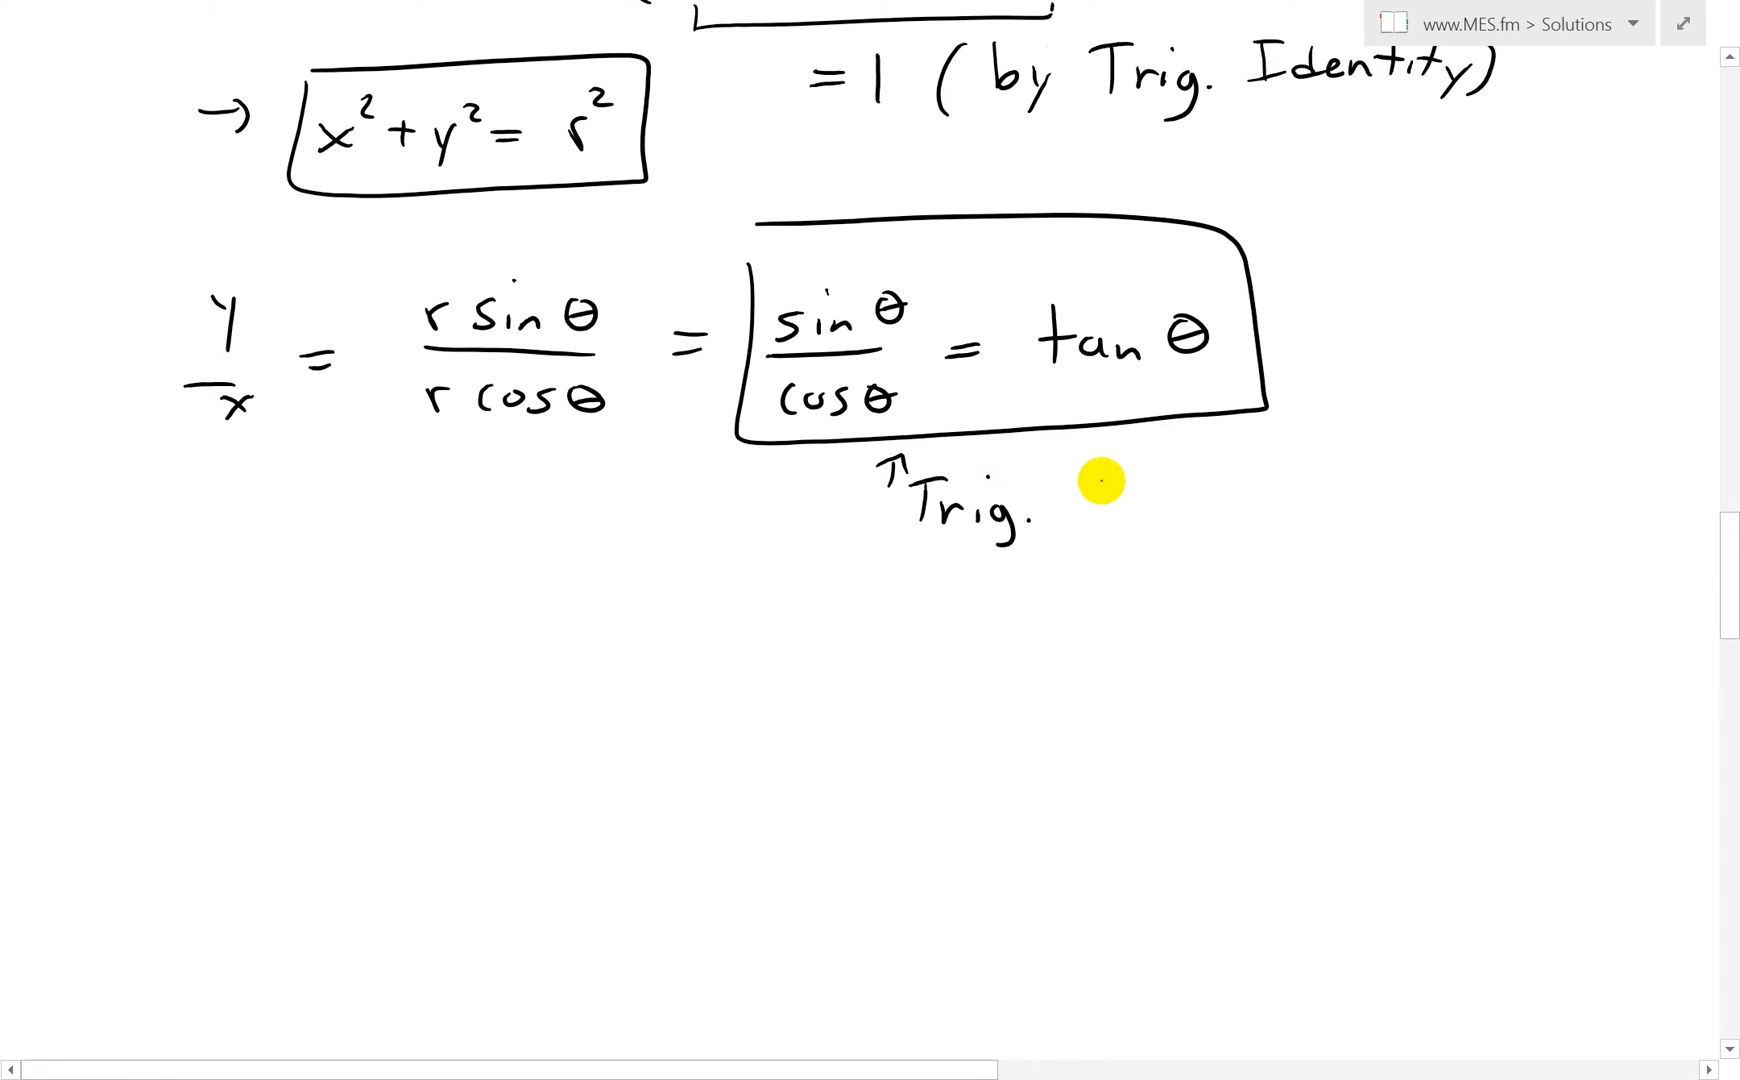 www.MES.fm > Solutions
= 1 (by Trig. Identity)
→ x² + y² = r²
y/x = r sin θ / r cos θ = sin θ / cos θ = tan θ
↑ Trig.